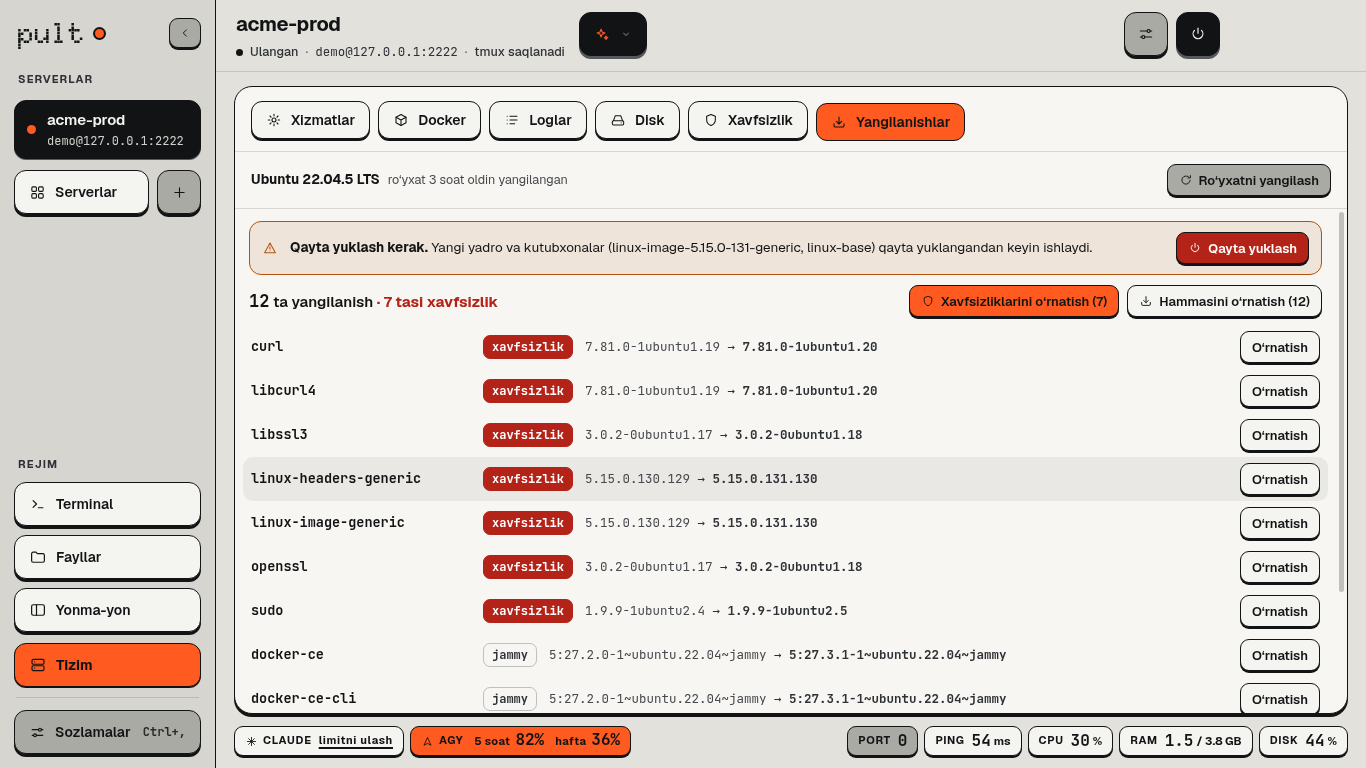 pult
SERVERLAR
acme-prod
demo@127.0.0.1:2222
Serverlar
REJIM
Terminal
Fayllar
Yonma-yon
Tizim
Sozlamalar Ctrl+,
acme-prod
Ulangan · demo@127.0.0.1:2222 · tmux saqlanadi
Xizmatlar Docker Loglar Disk Xavfsizlik Yangilanishlar
Ubuntu 22.04.5 LTS ro‘yxat 3 soat oldin yangilangan Ro‘yxatni yangilash
Qayta yuklash kerak. Yangi yadro va kutubxonalar (linux-image-5.15.0-131-generic, linux-base) qayta yuklangandan keyin ishlaydi. Qayta yuklash
12 ta yangilanish · 7 tasi xavfsizlik Xavfsizliklarini o‘rnatish (7) Hammasini o‘rnatish (12)
curl xavfsizlik 7.81.0-1ubuntu1.19 → 7.81.0-1ubuntu1.20 O‘rnatish
libcurl4 xavfsizlik 7.81.0-1ubuntu1.19 → 7.81.0-1ubuntu1.20 O‘rnatish
libssl3 xavfsizlik 3.0.2-0ubuntu1.17 → 3.0.2-0ubuntu1.18 O‘rnatish
linux-headers-generic xavfsizlik 5.15.0.130.129 → 5.15.0.131.130 O‘rnatish
linux-image-generic xavfsizlik 5.15.0.130.129 → 5.15.0.131.130 O‘rnatish
openssl xavfsizlik 3.0.2-0ubuntu1.17 → 3.0.2-0ubuntu1.18 O‘rnatish
sudo xavfsizlik 1.9.9-1ubuntu2.4 → 1.9.9-1ubuntu2.5 O‘rnatish
docker-ce jammy 5:27.2.0-1~ubuntu.22.04~jammy → 5:27.3.1-1~ubuntu.22.04~jammy O‘rnatish
docker-ce-cli jammy 5:27.2.0-1~ubuntu.22.04~jammy → 5:27.3.1-1~ubuntu.22.04~jammy O‘rnatish
CLAUDE limitni ulash AGY 5 soat 82% hafta 36% PORT 0 PING 54 ms CPU 30 % RAM 1.5 / 3.8 GB DISK 44 %